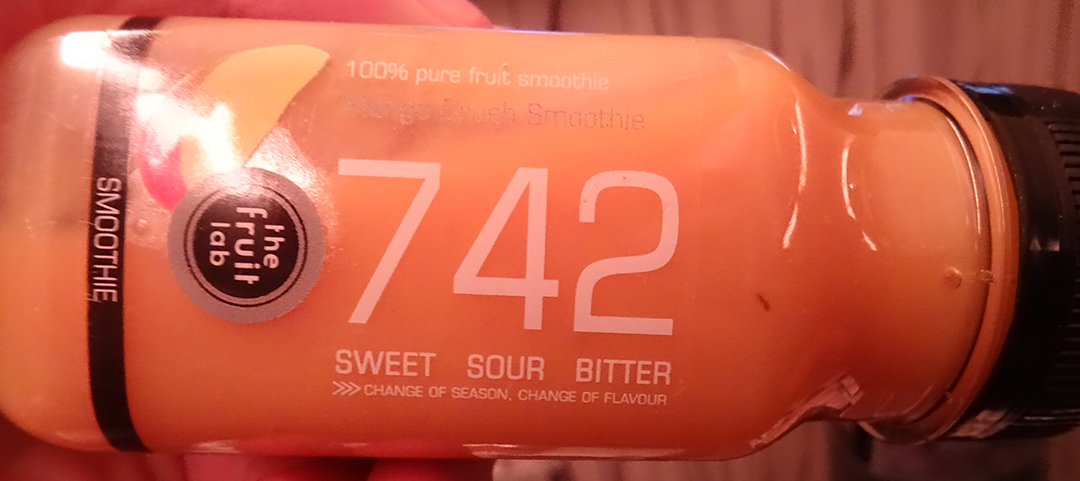 100% pure fruit smoothie
Mango Crush Smoothie
742
SWEET SOUR BITTER
>>> CHANGE OF SEASON, CHANGE OF FLAVOUR
the
fruit
lab
SMOOTHIE